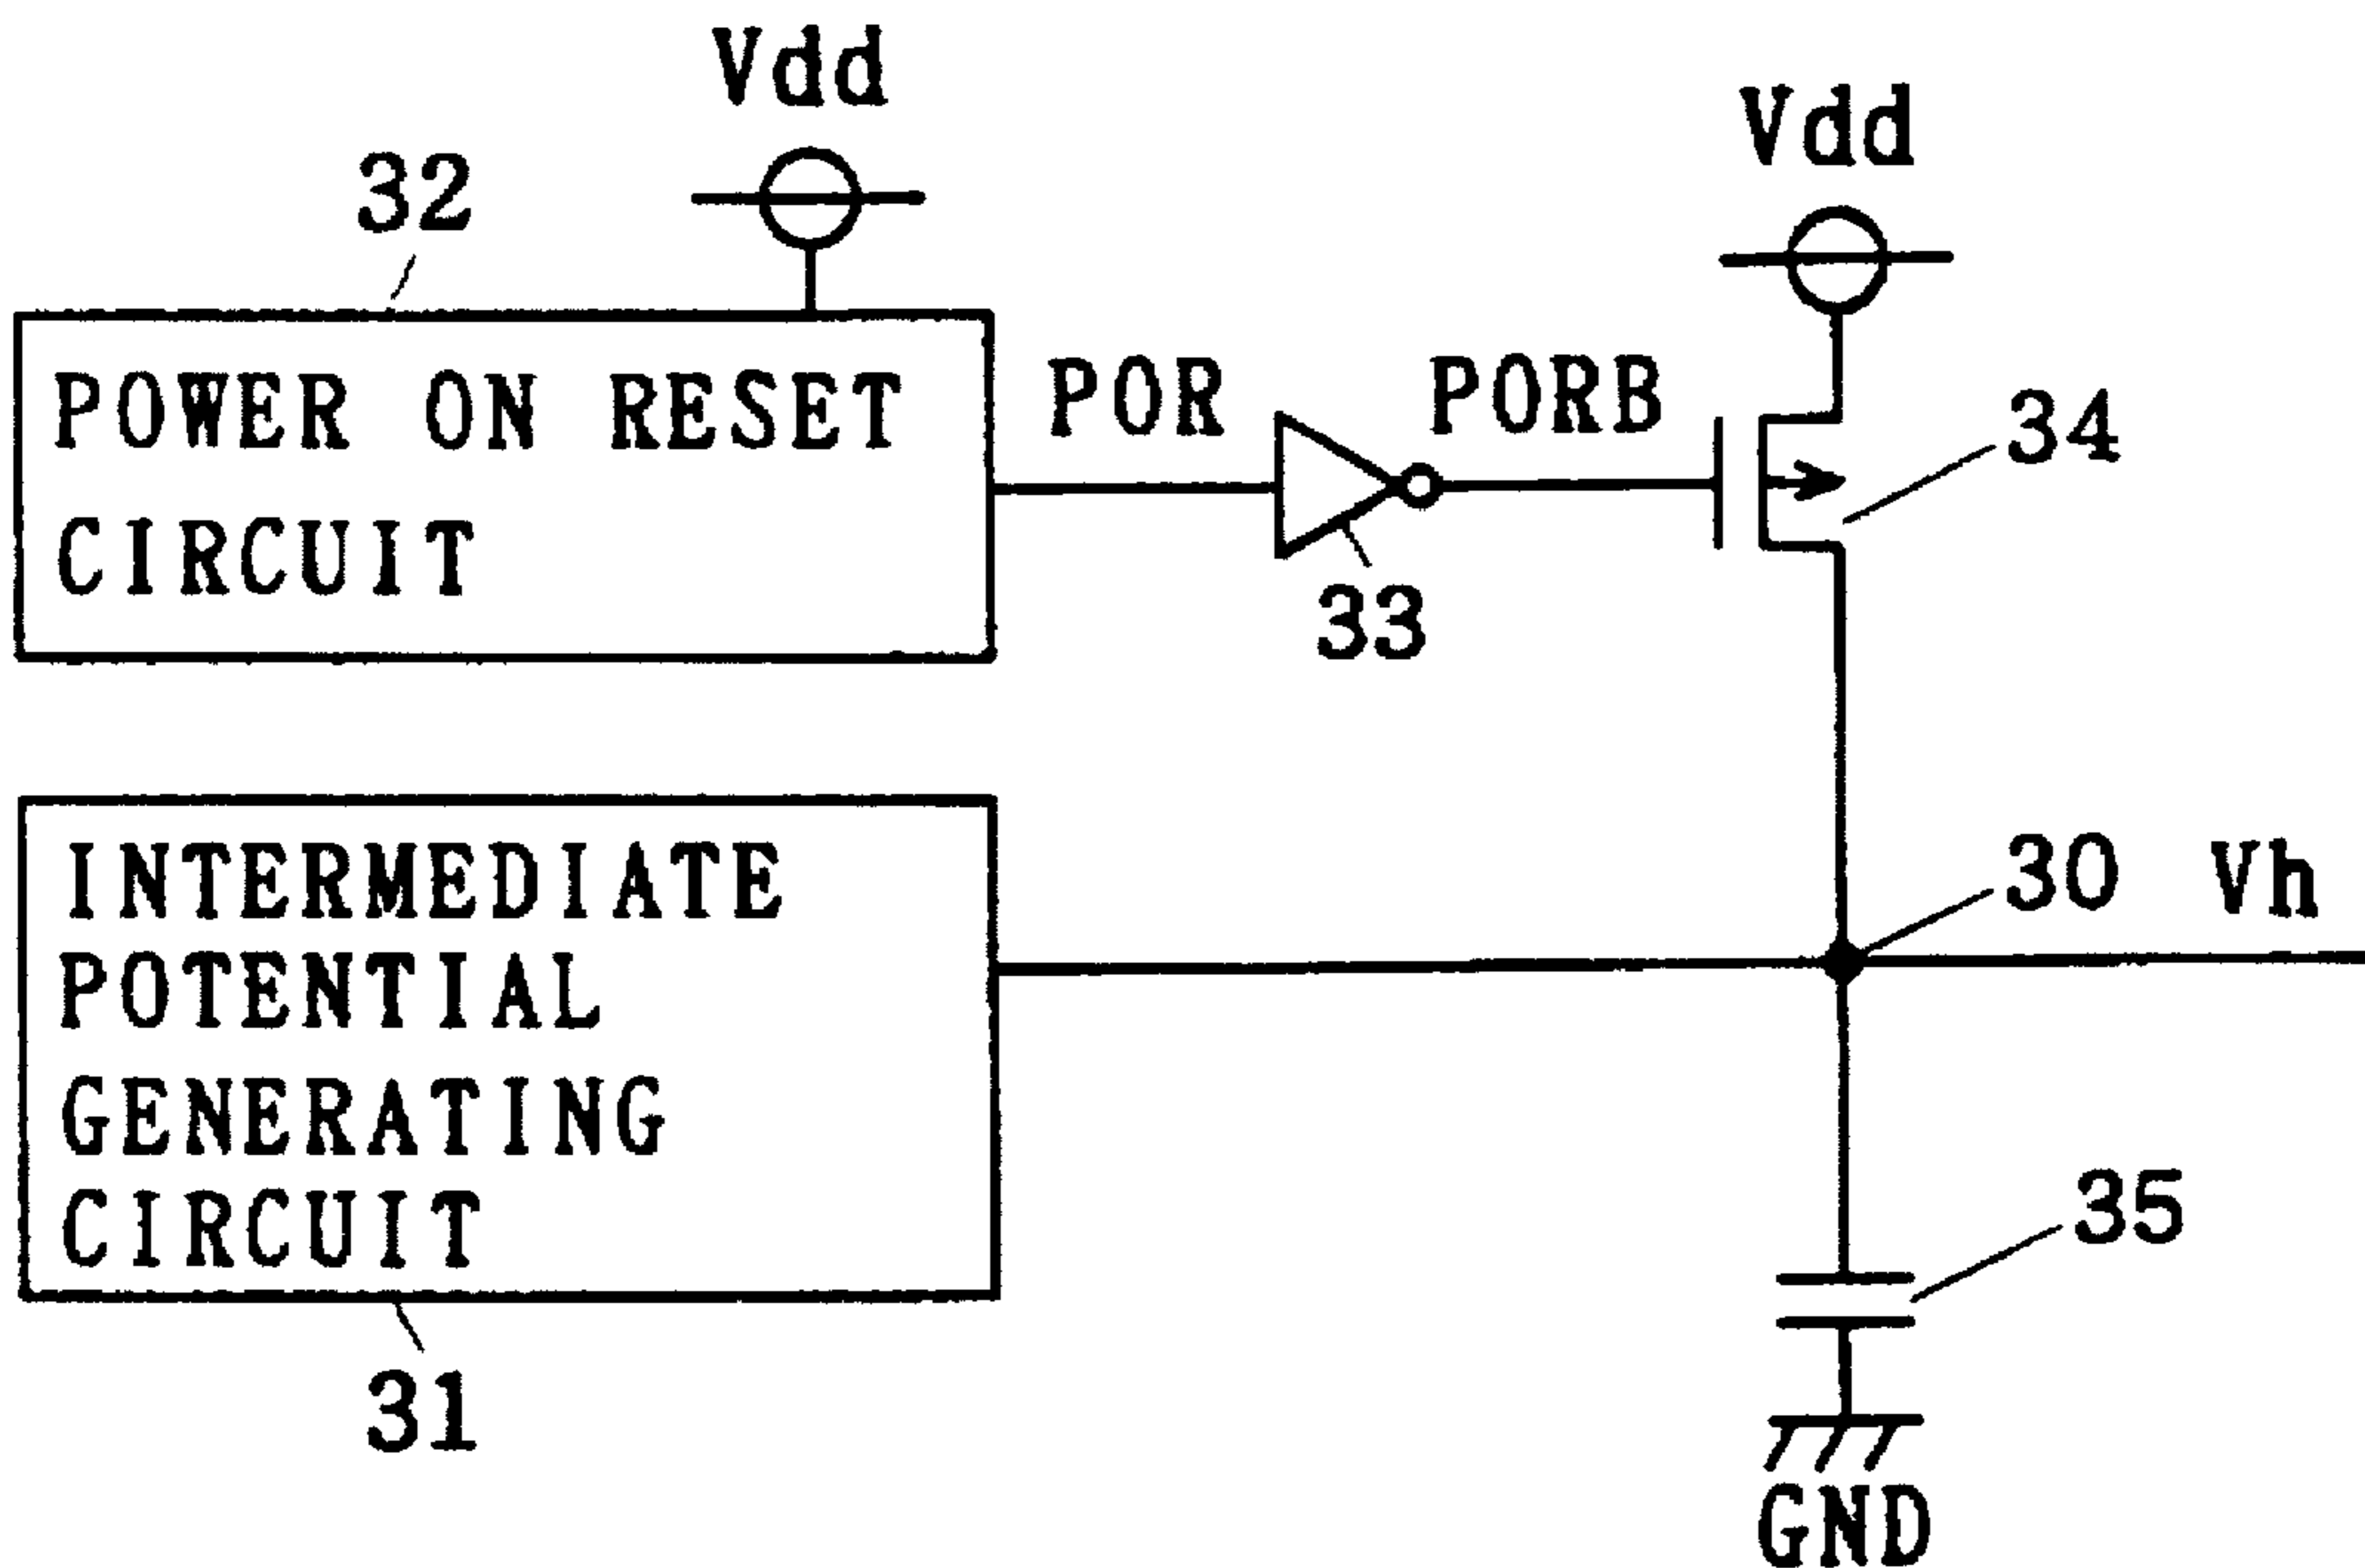 Vdd
Vdd
32
POWER ON RESET
CIRCUIT
POR
PORB
34
33
INTERMEDIATE
POTENTIAL
GENERATING
CIRCUIT
30 Vh
35
31
GND